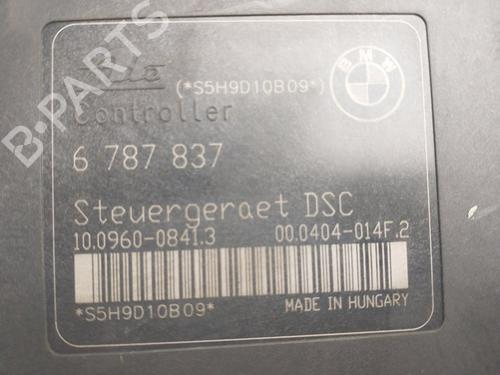 Ate (*S5H9D10B09*)
BMW
Controller
6 787 837
Steuergeraet DSC
10.0960-0841.3 00.0404-014F.2
*S5H9D10B09*
MADE IN HUNGARY
B-PARTS